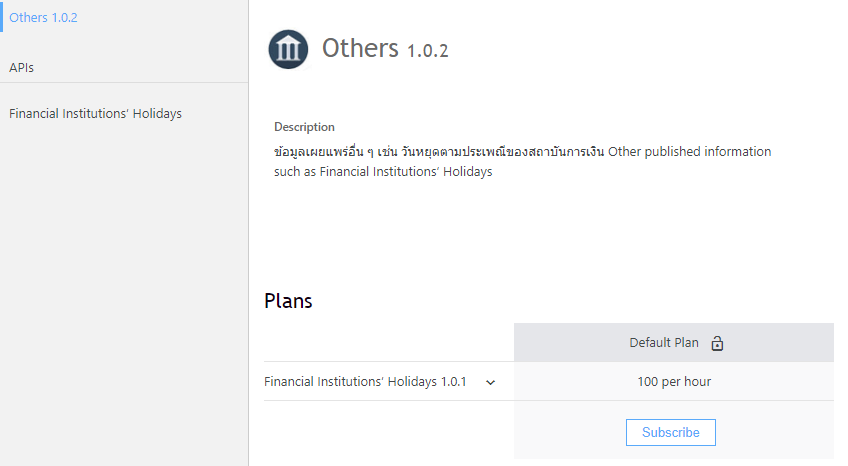 Others 1.0.2
APIs
Financial Institutions’ Holidays
Others 1.0.2
Description
ข้อมูลเผยแพร่อื่น ๆ เช่น วันหยุดตามประเพณีของสถาบันการเงิน Other published information
such as Financial Institutions’ Holidays
Plans
Default Plan
Financial Institutions’ Holidays 1.0.1 100 per hour
Subscribe